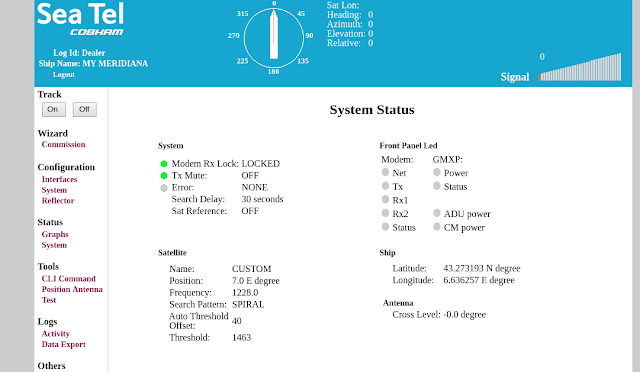 Sea Tel
COBHAM
Log Id: Dealer
Ship Name: MY MERIDIANA
Logout
0
45
90
135
180
225
270
315
Sat Lon:
Heading: 0
Azimuth: 0
Elevation: 0
Relative: 0
0
Signal
Track
On Off
Wizard
Commission
Configuration
Interfaces
System
Reflector
Status
Graphs
System
Tools
CLI Command
Position Antenna
Test
Logs
Activity
Data Export
Others
System Status
System
Modem Rx Lock: LOCKED
Tx Mute: OFF
Error: NONE
Search Delay: 30 seconds
Sat Reference: OFF
Front Panel Led
Modem: GMXP:
Net Power
Tx Status
Rx1
Rx2 ADU power
Status CM power
Satellite
Name: CUSTOM
Position: 7.0 E degree
Frequency: 1228.0
Search Pattern: SPIRAL
Auto Threshold
Offset: 40
Threshold: 1463
Ship
Latitude: 43.273193 N degree
Longitude: 6.636257 E degree
Antenna
Cross Level: -0.0 degree